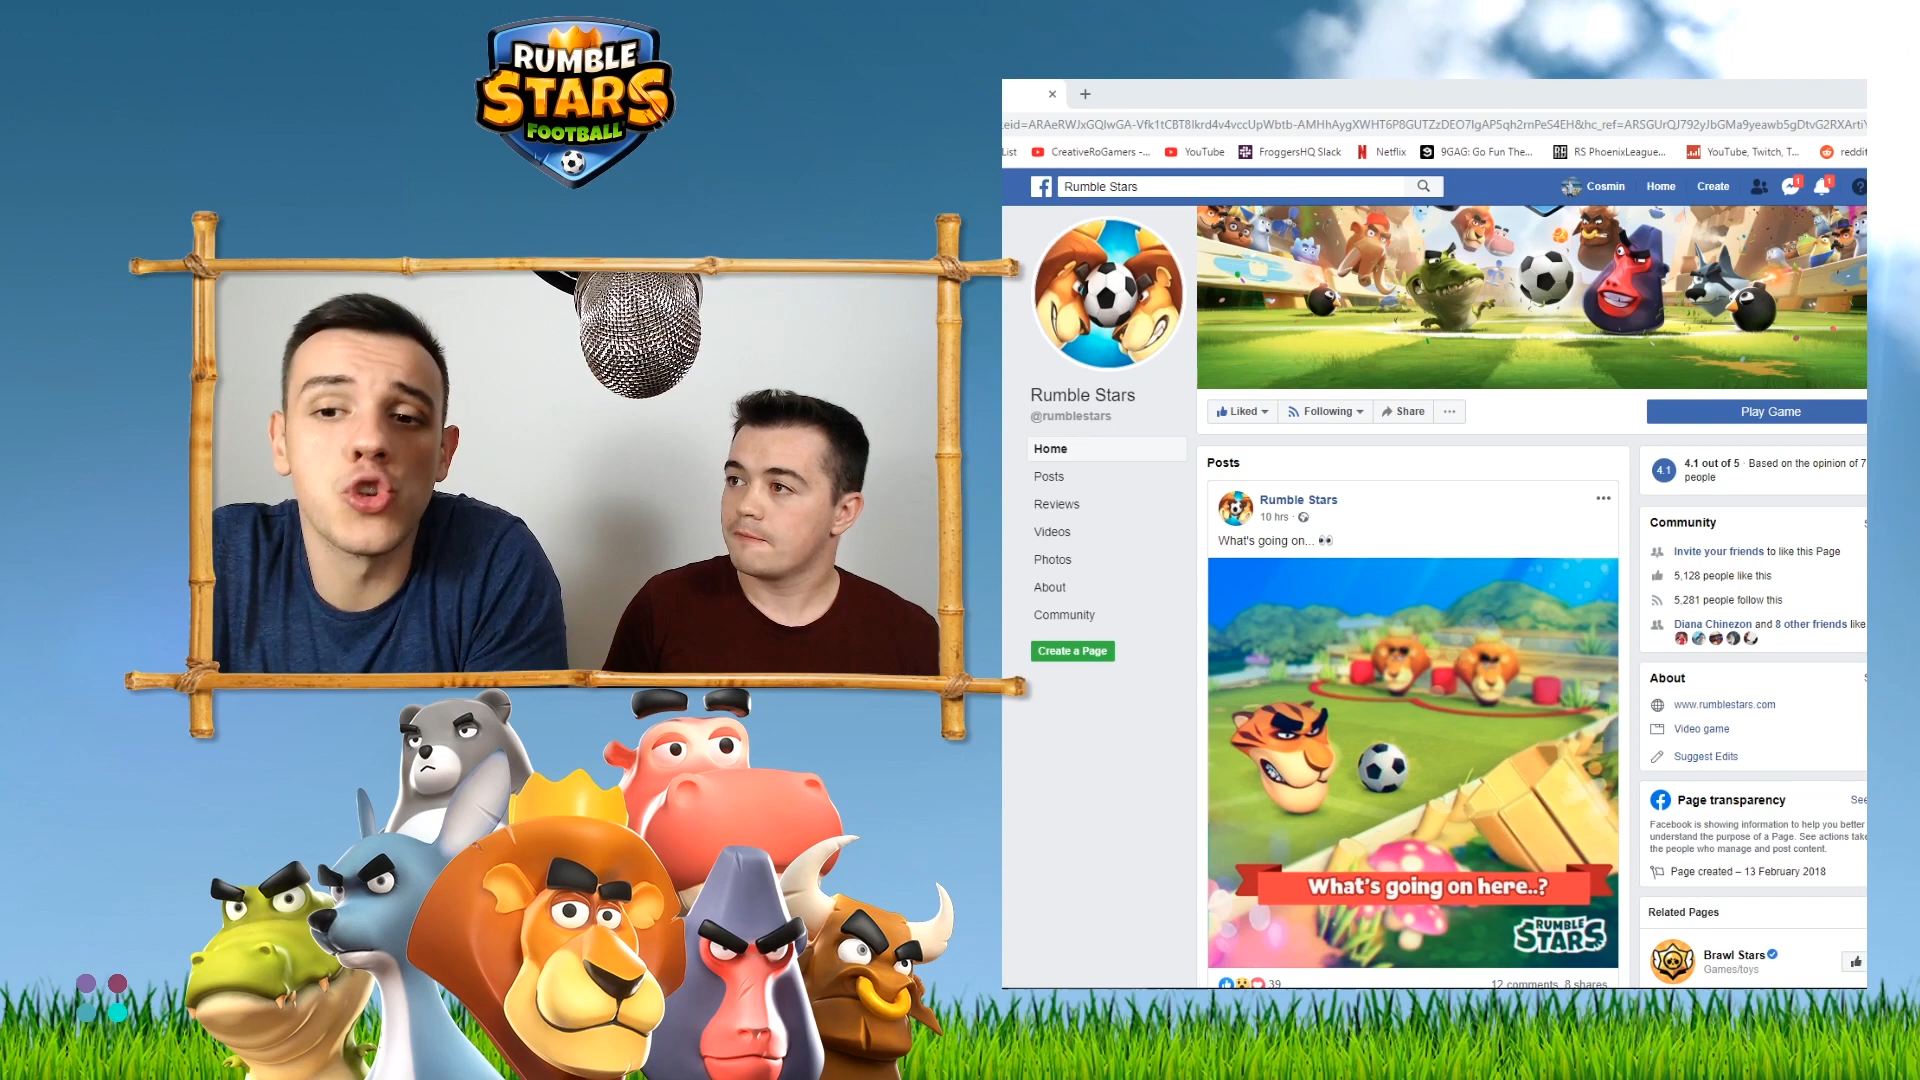 RUMBLE
STARS
FOOTBALL
eid=ARAeRWJxGQlwGA-Vfk1tCBT8Ikrd4v4vccUpWbtb-AMHhAygXWHT6P8GUTZzDEO7IgAP5qh2rnPeS4EH&hc_ref=ARSGUrQJ792yJbGMa9yeawb5gDtvG2RXArtiY
List CreativeRoGamers -... YouTube FroggersHQ Slack Netflix 9GAG: Go Fun The... RS PhoenixLeague... YouTube, Twitch, T... reddit
Rumble Stars
Cosmin Home Create 1 1 ?
Rumble Stars
@rumblestars
Home
Posts
Reviews
Videos
Photos
About
Community
Create a Page
Liked Following Share ...
Play Game
Posts
Rumble Stars
10 hrs ·
What's going on...
What's going on here..?
RUMBLE
STARS
39
12 comments 8 shares
4.1
4.1 out of 5 · Based on the opinion of 7
people
Community
Invite your friends to like this Page
5,128 people like this
5,281 people follow this
Diana Chinezon and 8 other friends like
About
www.rumblestars.com
Video game
Suggest Edits
Page transparency See
Facebook is showing information to help you better
understand the purpose of a Page. See actions take
the people who manage and post content.
Page created – 13 February 2018
Related Pages
Brawl Stars
Games/toys